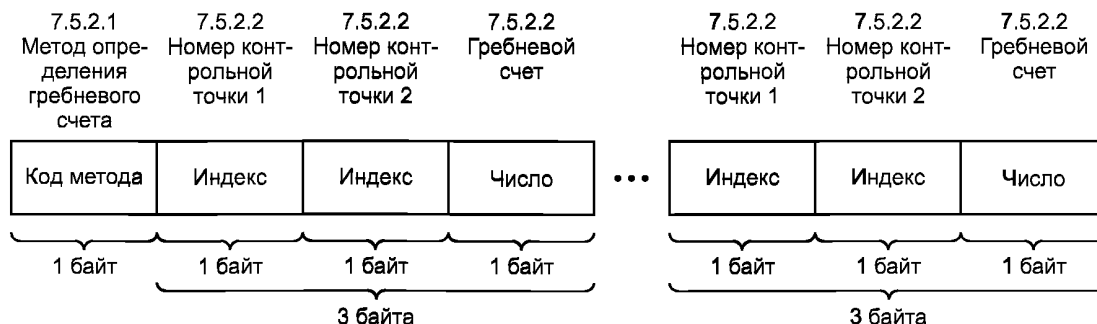 7.5.2.1 7.5.2.2 7.5.2.2 7.5.2.2 7.5.2.2 7.5.2.2 7.5.2.2
Метод опре- Номер конт- Номер конт- Гребневой Номер конт- Номер конт- Гребневой
деления рольной рольной счет рольной рольной счет
гребневого точки 1 точки 2 точки 1 точки 2
счета
Код метода Индекс Индекс Число ••• Индекс Индекс Число
1 байт 1 байт 1 байт 1 байт 1 байт 1 байт 1 байт
3 байта 3 байта